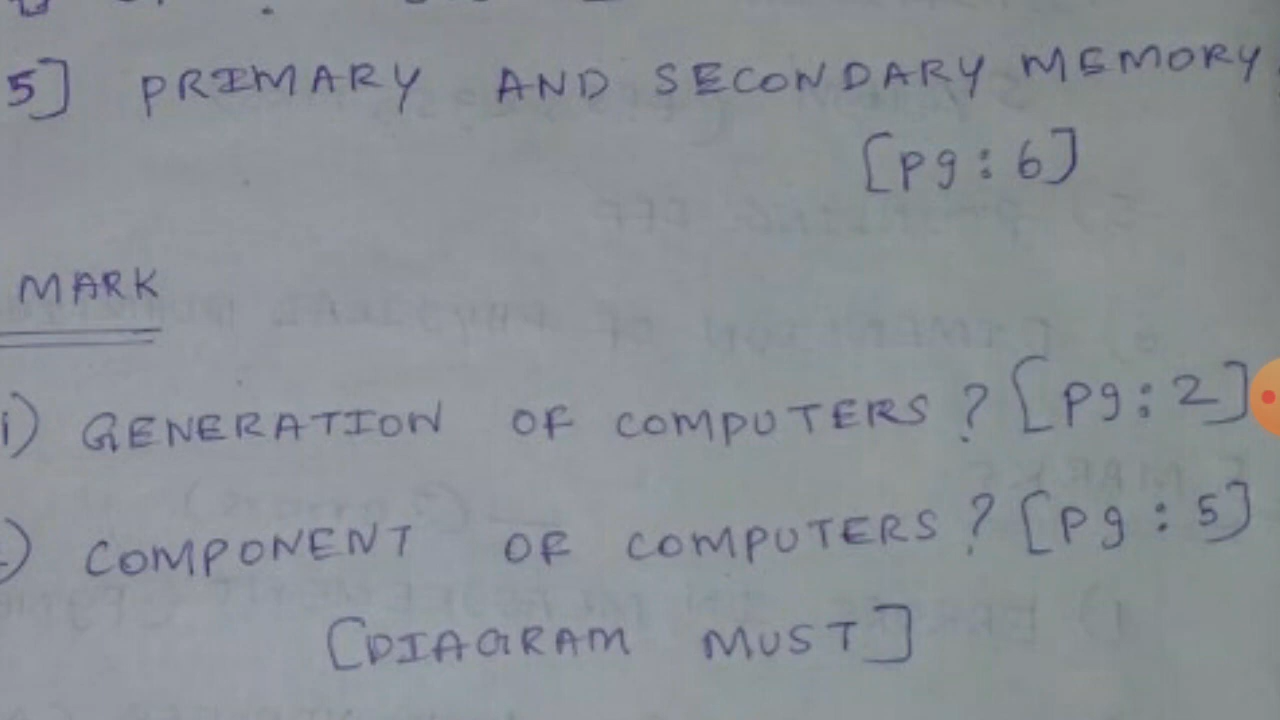 5] PRIMARY AND SECONDARY MEMORY
[Pg: 6]
MARK
i) GENERATION OF COMPUTERS? [Pg: 2]
) COMPONENT OF COMPUTERS? [Pg: 5]
[DIAGRAM MUST]